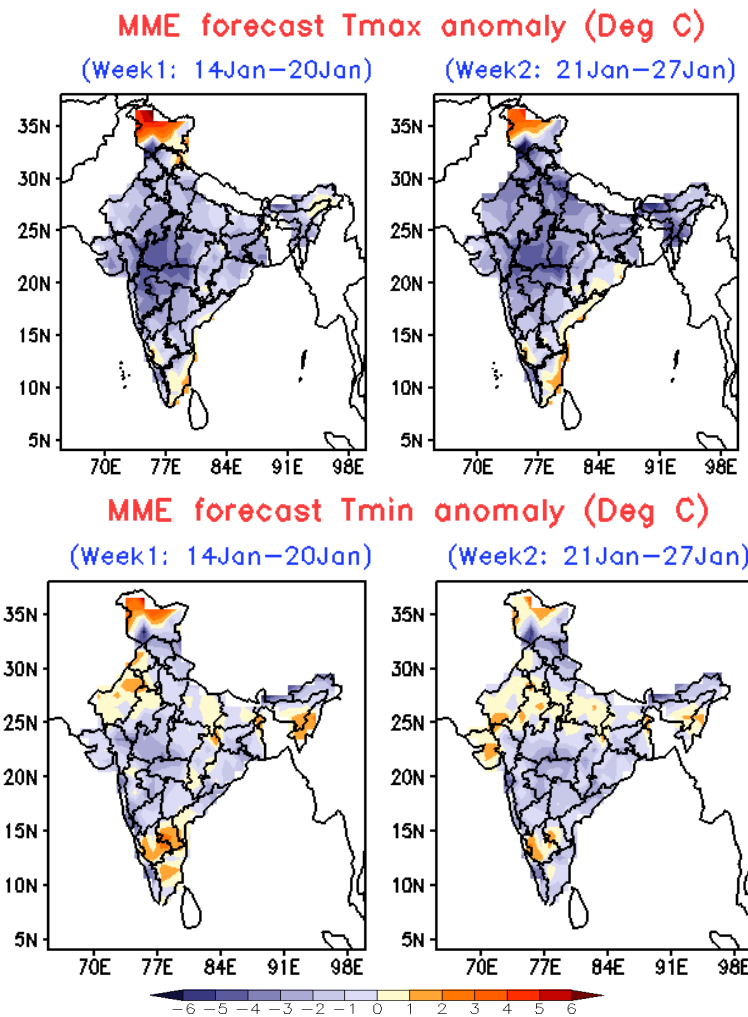 MME forecast Tmax anomaly (Deg C)
(Week1: 14Jan−20Jan) (Week2: 21Jan−27Jan)
35N 35N
30N 30N
25N 25N
20N 20N
15N 15N
10N 10N
5N 5N
70E 77E 84E 91E 98E 70E 77E 84E 91E 98E
MME forecast Tmin anomaly (Deg C)
(Week1: 14Jan−20Jan) (Week2: 21Jan−27Jan)
35N 35N
30N 30N
25N 25N
20N 20N
15N 15N
10N 10N
5N 5N
70E 77E 84E 91E 98E 70E 77E 84E 91E 98E
−6 −5 −4 −3 −2 −1 0 1 2 3 4 5 6